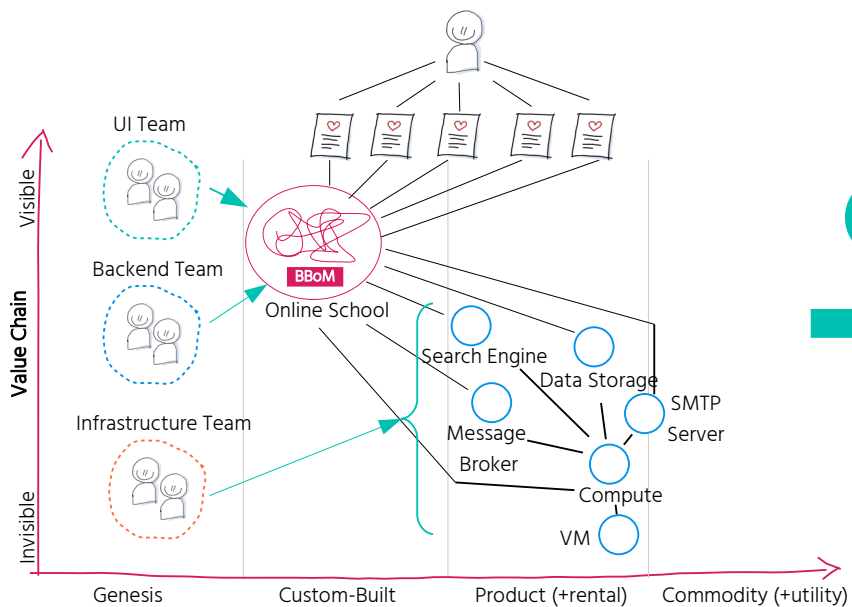 UI Team
Visible
Backend Team
BBoM
Online School
Value Chain
Search Engine
Data Storage
SMTP
Server
Infrastructure Team
Message
Broker
Compute
VM
Invisible
Genesis
Custom-Built
Product (+rental)
Commodity (+utility)